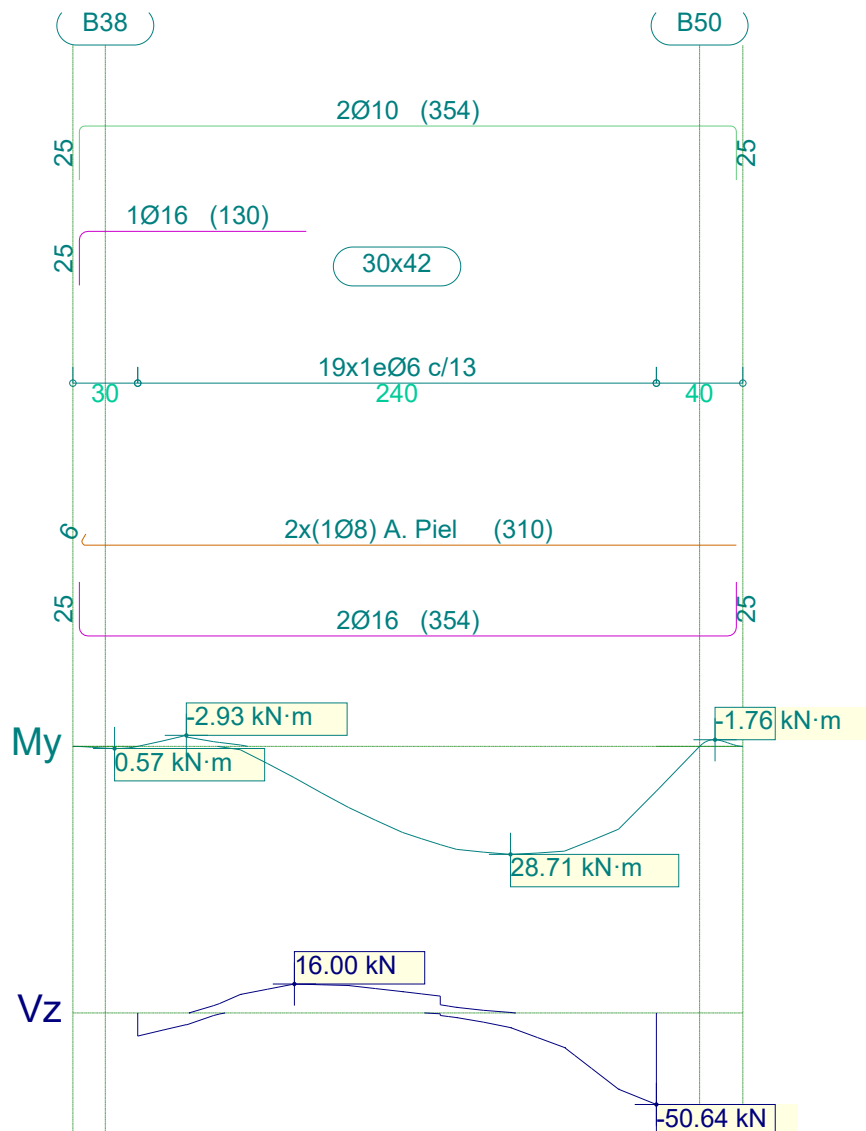 B38 B50
2Ø10 (354)
25 25
1Ø16 (130)
25
30x42
19x1eØ6 c/13
30 240 40
6 2x(1Ø8) A. Piel (310)
25 25
2Ø16 (354)
-2.93 kN·m -1.76 kN·m
My
0.57 kN·m
28.71 kN·m
16.00 kN
Vz
-50.64 kN